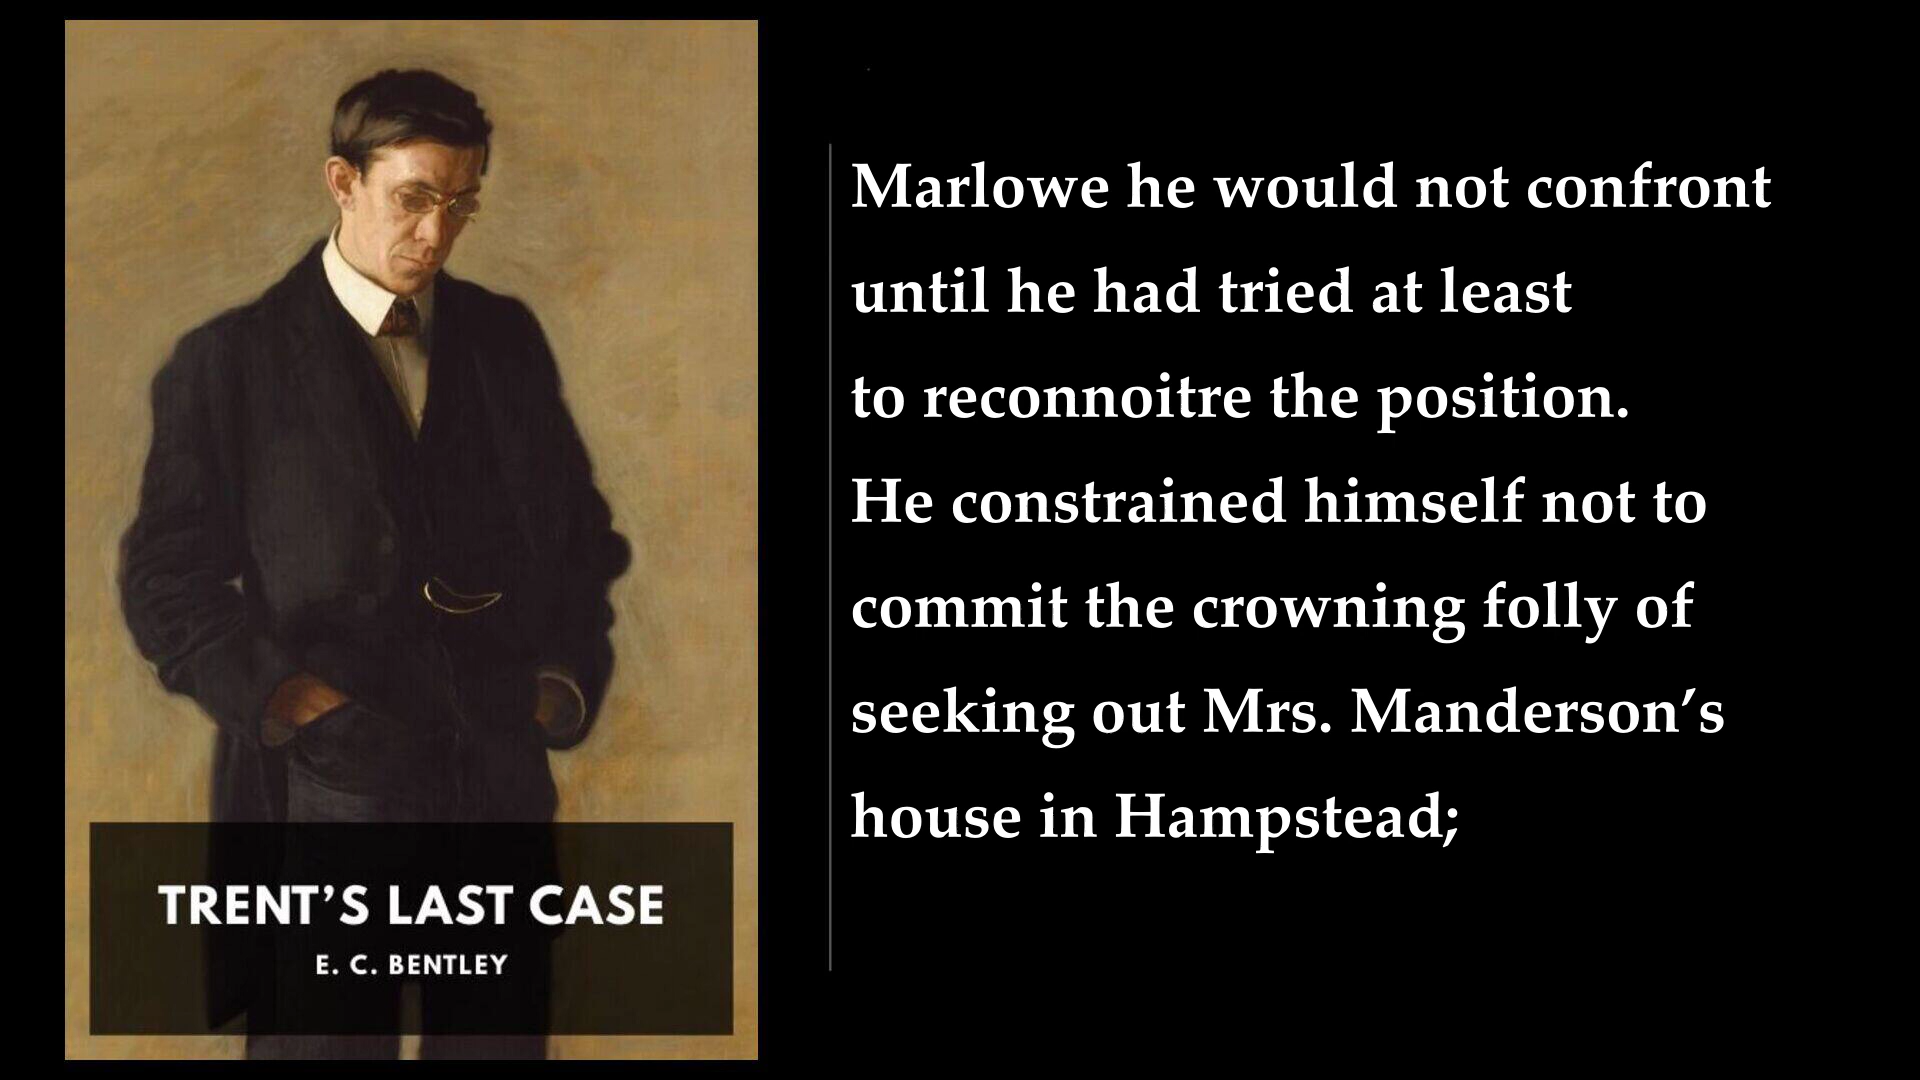 TRENT’S LAST CASE
E. C. BENTLEY
Marlowe he would not confront
until he had tried at least
to reconnoitre the position.
He constrained himself not to
commit the crowning folly of
seeking out Mrs. Manderson’s
house in Hampstead;